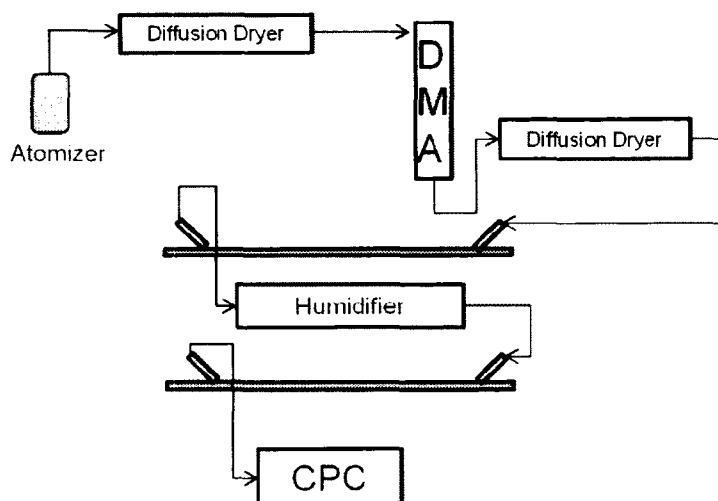 Diffusion Dryer
Atomizer
D
M
A
Diffusion Dryer
Humidifier
CPC